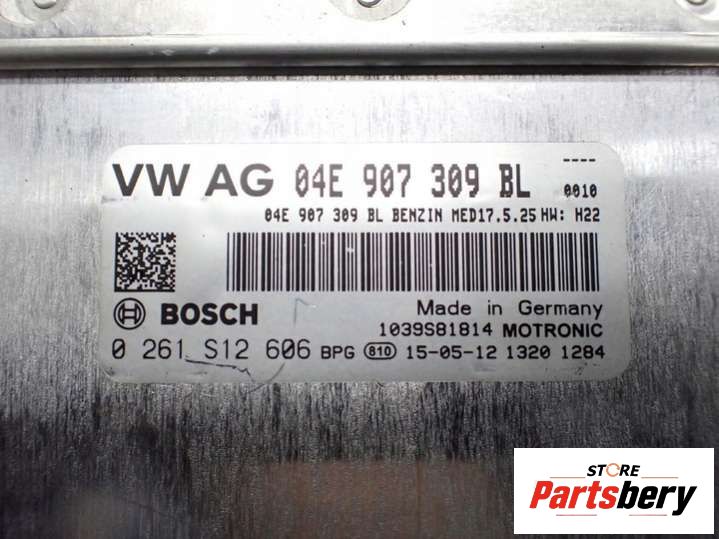 VW AG 04E 907 309 BL ----
0010
04E 907 309 BL BENZIN MED17.5.25 HW: H22
BOSCH Made in Germany
1039S81814 MOTRONIC
0 261 S12 606 BPG 810 15-05-12 1320 1284
STORE
Partsbery